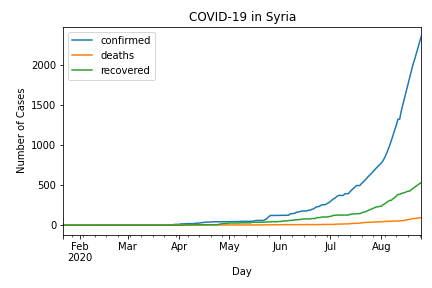 COVID-19 in Syria
confirmed
deaths
recovered
Number of Cases
2000
1500
1000
500
0
Feb Mar Apr May Jun Jul Aug
2020
Day